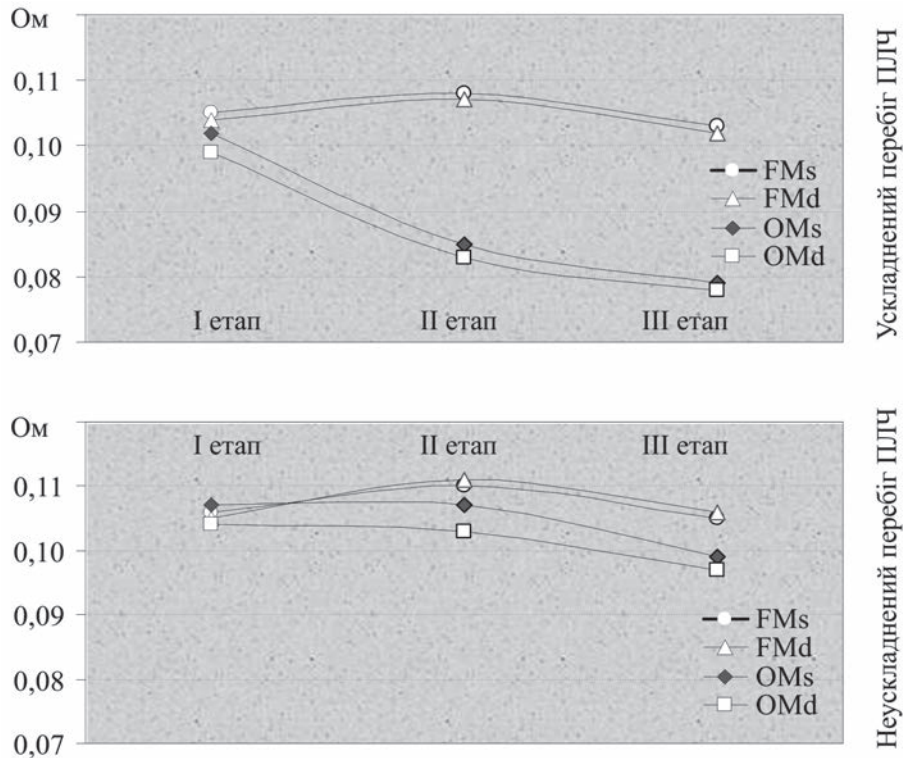 Ом
0,11
0,10
0,09
0,08
0,07
I етап II етап III етап
FMs
FMd
OMs
OMd
Ускладнений перебіг ПЛЧ
Ом
0,11
0,10
0,09
0,08
0,07
I етап II етап III етап
FMs
FMd
OMs
OMd
Неускладнений перебіг ПЛЧ